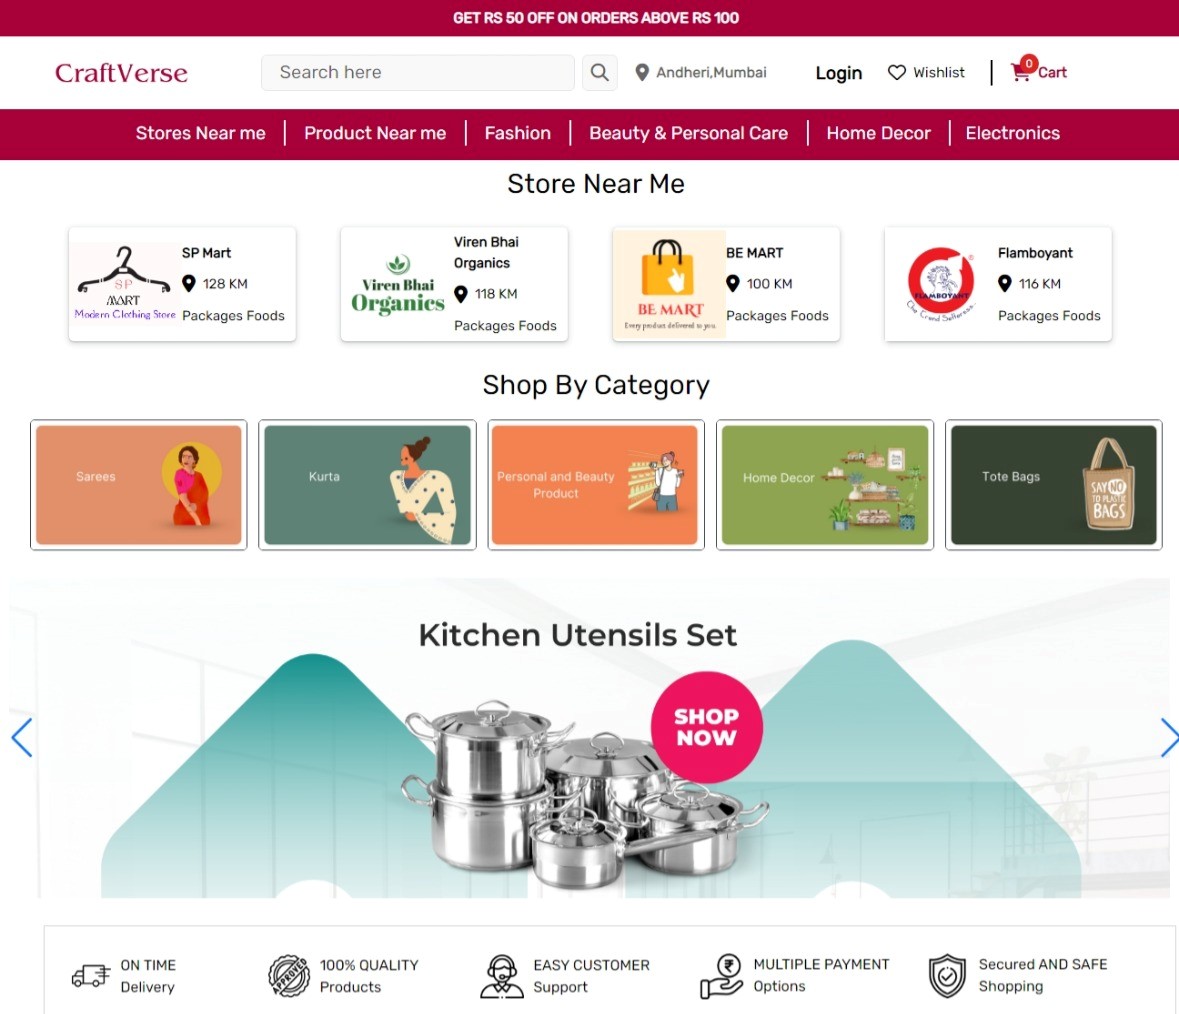 GET RS 50 OFF ON ORDERS ABOVE RS 100
CraftVerse
Search here
Andheri,Mumbai
Login
Wishlist
0
Cart
Stores Near me
Product Near me
Fashion
Beauty & Personal Care
Home Decor
Electronics
Store Near Me
SP
MART
Modern Clothing Store
SP Mart
128 KM
Packages Foods
Viren Bhai
Organics
Viren Bhai
Organics
118 KM
Packages Foods
BE MART
Every product delivered to you.
BE MART
100 KM
Packages Foods
FLAMBOYANT
Flamboyant
116 KM
Packages Foods
Shop By Category
Sarees
Kurta
Personal and Beauty
Product
Home Decor
Tote Bags
SAY NO
TO PLASTIC
BAGS
Kitchen Utensils Set
SHOP
NOW
ON TIME
Delivery
APPROVED
100% QUALITY
Products
EASY CUSTOMER
Support
₹
MULTIPLE PAYMENT
Options
Secured AND SAFE
Shopping